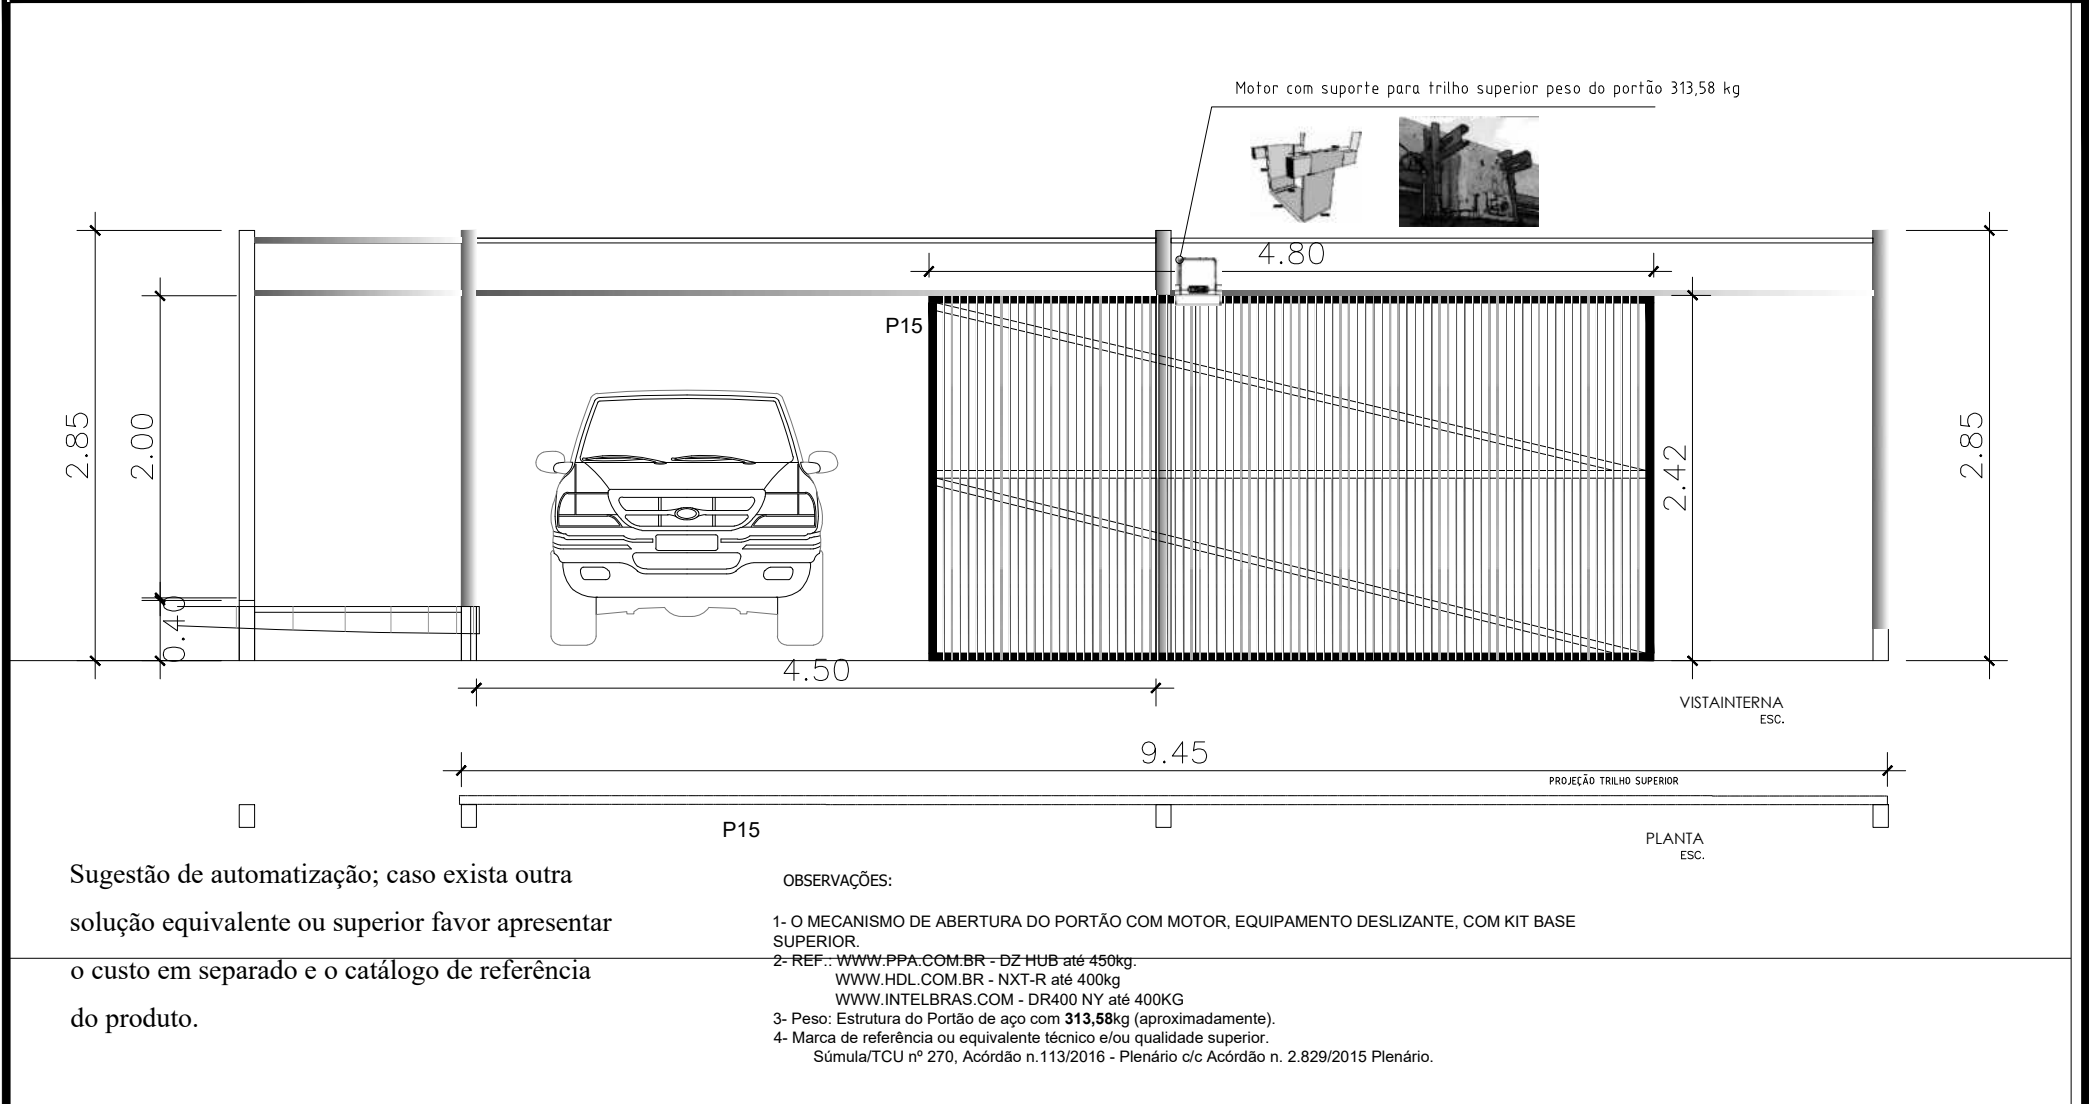 Motor com suporte para trilho superior peso do portão 313,58 kg
4.80
P15
2.85
2.00
0.40
2.42
2.85
4.50
VISTAINTERNA
ESC.
9.45
PROJEÇÃO TRILHO SUPERIOR
P15
PLANTA
ESC.
Sugestão de automatização; caso exista outra
solução equivalente ou superior favor apresentar
o custo em separado e o catálogo de referência
do produto.
OBSERVAÇÕES:
1- O MECANISMO DE ABERTURA DO PORTÃO COM MOTOR, EQUIPAMENTO DESLIZANTE, COM KIT BASE
SUPERIOR.
2- REF.: WWW.PPA.COM.BR - DZ HUB até 450kg.
WWW.HDL.COM.BR - NXT-R até 400kg
WWW.INTELBRAS.COM - DR400 NY até 400KG
3- Peso: Estrutura do Portão de aço com 313,58kg (aproximadamente).
4- Marca de referência ou equivalente técnico e/ou qualidade superior.
Súmula/TCU nº 270, Acórdão n.113/2016 - Plenário c/c Acórdão n. 2.829/2015 Plenário.